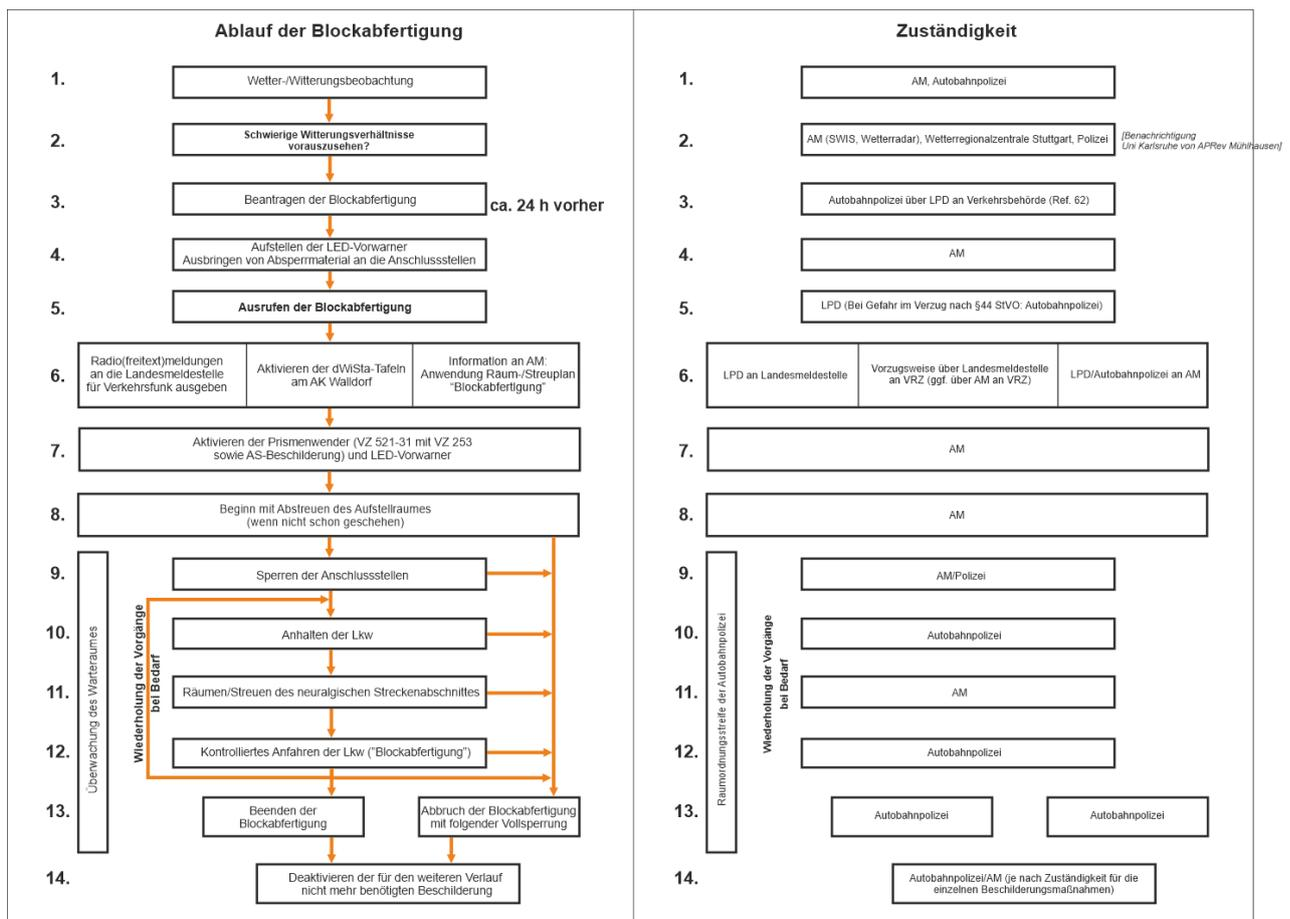 Ablauf der Blockabfertigung
1.
Wetter-/Witterungsbeobachtung
2.
Schwierige Witterungsverhältnisse
vorauszusehen?
3.
Beantragen der Blockabfertigung
ca. 24 h vorher
4.
Aufstellen der LED-Vorwarner
Ausbringen von Absperrmaterial an die Anschlussstellen
5.
Ausrufen der Blockabfertigung
6.
Radio(freitext)meldungen
an die Landesmeldestelle
für Verkehrsfunk ausgeben
Aktivieren der dWiSta-Tafeln
am AK Walldorf
Information an AM:
Anwendung Räum-/Streuplan
"Blockabfertigung"
7.
Aktivieren der Prismenwender (VZ 521-31 mit VZ 253
sowie AS-Beschilderung) und LED-Vorwarner
8.
Beginn mit Abstreuen des Aufstellraumes
(wenn nicht schon geschehen)
Überwachung des Warteraumes
Wiederholung der Vorgänge
bei Bedarf
9.
Sperren der Anschlussstellen
10.
Anhalten der Lkw
11.
Räumen/Streuen des neuralgischen Streckenabschnittes
12.
Kontrolliertes Anfahren der Lkw ("Blockabfertigung")
13.
Beenden der
Blockabfertigung
Abbruch der Blockabfertigung
mit folgender Vollsperrung
14.
Deaktivieren der für den weiteren Verlauf
nicht mehr benötigten Beschilderung
Zuständigkeit
1.
AM, Autobahnpolizei
2.
AM (SWIS, Wetterradar), Wetterregionalzentrale Stuttgart, Polizei
[Benachrichtigung
Uni Karlsruhe von APRev Mühlhausen]
3.
Autobahnpolizei über LPD an Verkehrsbehörde (Ref. 62)
4.
AM
5.
LPD (Bei Gefahr im Verzug nach §44 StVO: Autobahnpolizei)
6.
LPD an Landesmeldestelle
Vorzugsweise über Landesmeldestelle
an VRZ (ggf. über AM an VRZ)
LPD/Autobahnpolizei an AM
7.
AM
8.
AM
Raumordnungsstreife der Autobahnpolizei
Wiederholung der Vorgänge
bei Bedarf
9.
AM/Polizei
10.
Autobahnpolizei
11.
AM
12.
Autobahnpolizei
13.
Autobahnpolizei
Autobahnpolizei
14.
Autobahnpolizei/AM (je nach Zuständigkeit für die
einzelnen Beschilderungsmaßnahmen)